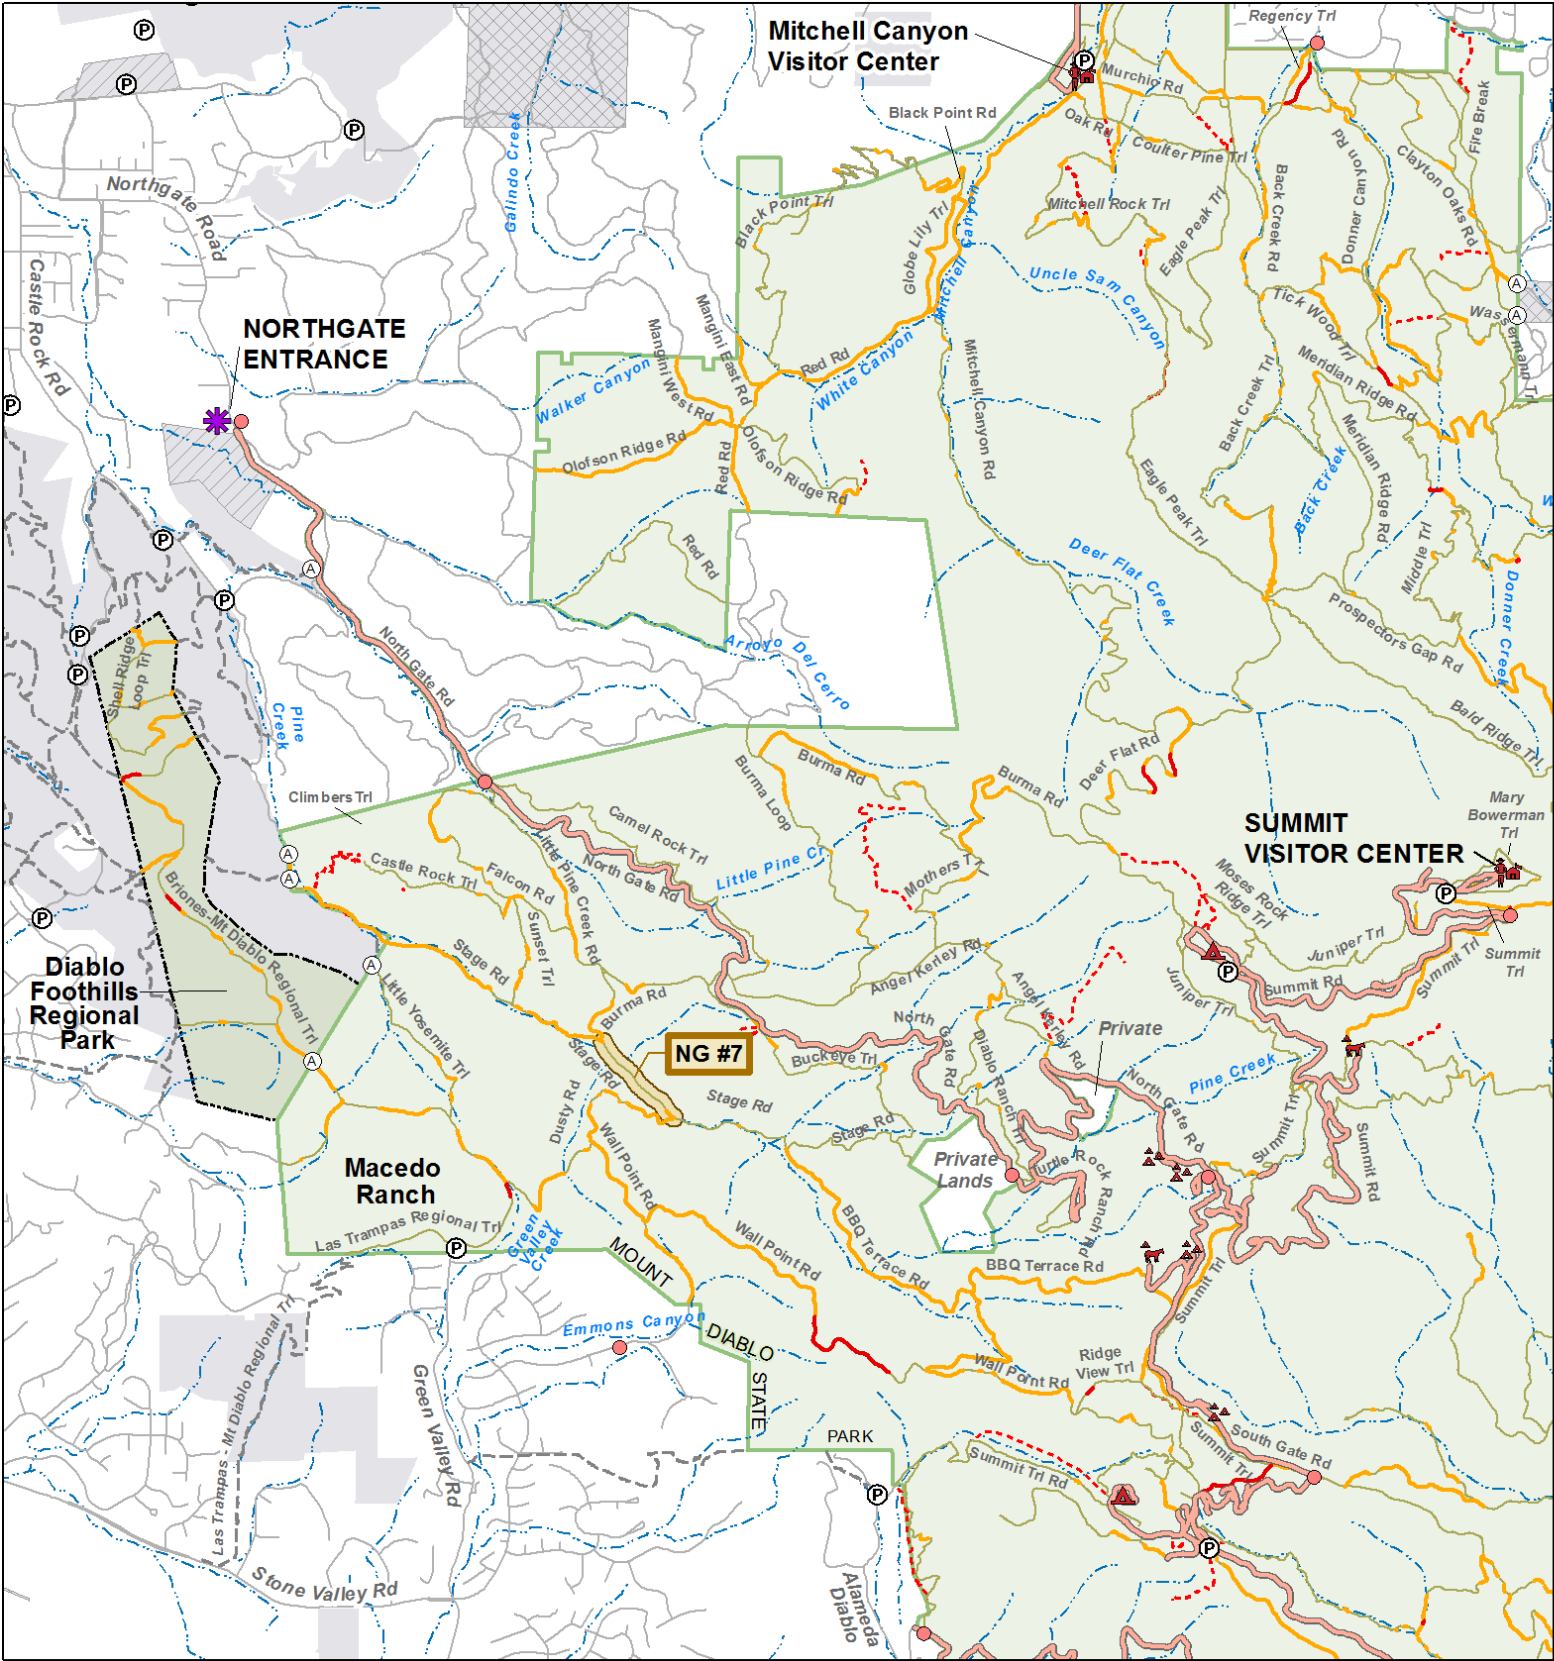 Mitchell Canyon
Visitor Center
Regency Trl
Murchio Rd
Fire Break
Black Point Rd
Oak Rd
Coulter Pine Trl
Donner Canyon Rd
Clayton Oaks Rd
Galindo Creek
Northgate Road
Black Point Trl
Globe Lily Trl
Mitchell Canyon
Mitchell Rock Trl
Eagle Peak Trl
Back Creek Rd
Castle Rock Rd
Uncle Sam Canyon
Tick Wood Trl
Wassermann Trl
NORTHGATE
ENTRANCE
Mangini West Rd
Mangini East Rd
Red Rd
White Canyon
Walker Canyon
Mitchell Canyon Rd
Back Creek Trl
Meridian Ridge Rd
Meridian Ridge Rd
Olofson Ridge Rd
Red Rd
Olofson Ridge Rd
Eagle Peak Trl
Back Creek
Middle Trl
W
Red Rd
Deer Flat Creek
Donner Creek
Prospectors Gap Rd
Arroyo Del Cerro
North Gate Rd
Shell Ridge
Loop Trl
Pine
Creek
Bald Ridge Trl
Burma Rd
Burma Loop
Burma Rd
Deer Flat Rd
Climbers Trl
Mary
Bowerman
Trl
SUMMIT
VISITOR CENTER
Camel Rock Trl
Little Pine Creek Rd
North Gate Rd
Little Pine Cr
Mothers Trl
Castle Rock Trl
Falcon Rd
Sunset Trl
Moses Rock
Ridge Trl
Briones-Mt Diablo Regional Trl
Stage Rd
Juniper Trl
Summit
Trl
Summit Trl
Summit Rd
Juniper Trl
Angel Kerley Rd
Angel Kerley Rd
Diablo
Foothills
Regional
Park
Little Yosemite Trl
Burma Rd
NG #7
North
Gate Rd
Buckeye Trl
Diablo Ranch Trl
Private
North Gate Rd
Pine Creek
Stage Rd
Stage Rd
Stage Rd
Dusty Rd
Wall Point Rd
Private
Lands
Turtle Rock
Ranch Rd
Summit Trl
Summit Rd
Macedo
Ranch
Las Trampas Regional Trl
Green
Valley
Creek
Wall Point Rd
BBQ Terrace Rd
BBQ Terrace Rd
Summit Trl
MOUNT
DIABLO
STATE
PARK
Emmons Canyon
Las Trampas - Mt Diablo Regional Trl
Green Valley Rd
Wall Point Rd
Ridge
View Trl
South Gate Rd
Summit Trl
Summit Trl Rd
Stone Valley Rd
Alameda
Diablo